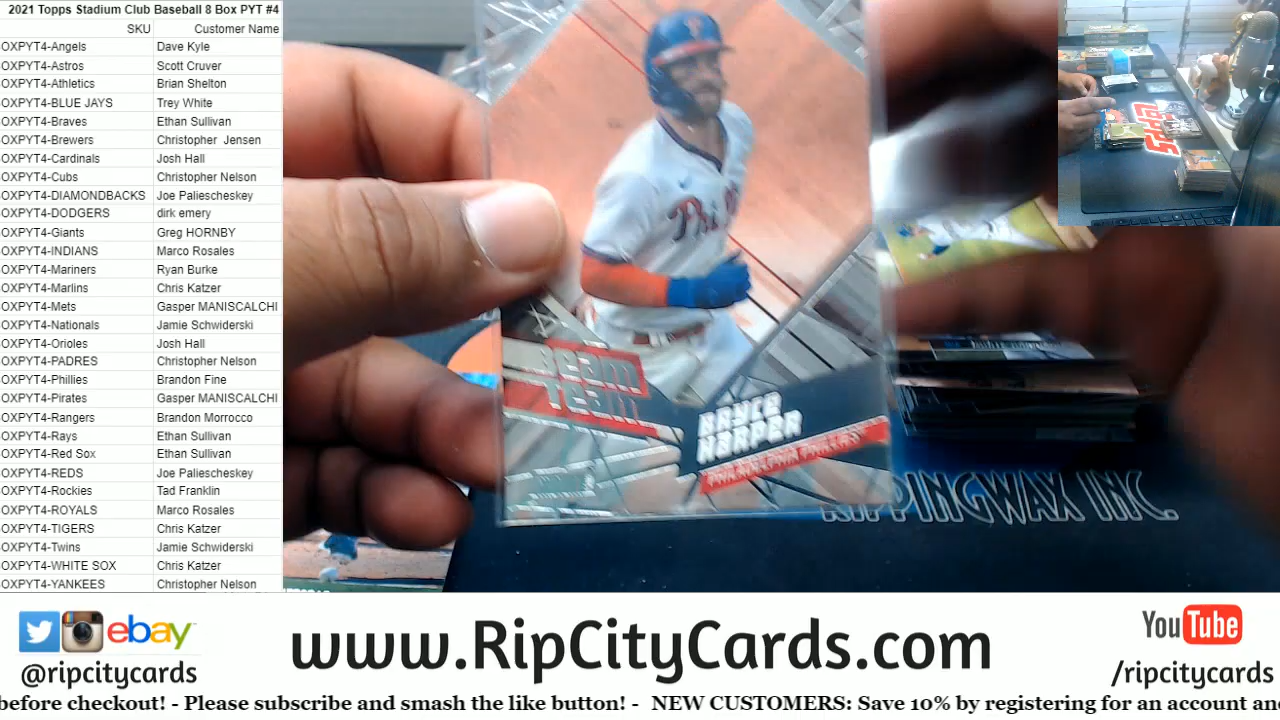 2021 Topps Stadium Club Baseball 8 Box PYT #4
SKU Customer Name
OXPYT4-Angels Dave Kyle
OXPYT4-Astros Scott Cruver
OXPYT4-Athletics Brian Shelton
OXPYT4-BLUE JAYS Trey White
OXPYT4-Braves Ethan Sullivan
OXPYT4-Brewers Christopher Jensen
OXPYT4-Cardinals Josh Hall
OXPYT4-Cubs Christopher Nelson
OXPYT4-DIAMONDBACKS Joe Paliescheskey
OXPYT4-DODGERS dirk emery
OXPYT4-Giants Greg HORNBY
OXPYT4-INDIANS Marco Rosales
OXPYT4-Mariners Ryan Burke
OXPYT4-Marlins Chris Katzer
OXPYT4-Mets Gasper MANISCALCHI
OXPYT4-Nationals Jamie Schwiderski
OXPYT4-Orioles Josh Hall
OXPYT4-PADRES Christopher Nelson
OXPYT4-Phillies Brandon Fine
OXPYT4-Pirates Gasper MANISCALCHI
OXPYT4-Rangers Brandon Morrocco
OXPYT4-Rays Ethan Sullivan
OXPYT4-Red Sox Ethan Sullivan
OXPYT4-REDS Joe Paliescheskey
OXPYT4-Rockies Tad Franklin
OXPYT4-ROYALS Marco Rosales
OXPYT4-TIGERS Chris Katzer
OXPYT4-Twins Jamie Schwiderski
OXPYT4-WHITE SOX Chris Katzer
OXPYT4-YANKEES Christopher Nelson
Phill
Beam
Team
BRYCE
HARPER
PHILADELPHIA PHILLIES
RIPPINGWAX INC.
TOPPS
ebay
@ripcitycards
www.RipCityCards.com
YouTube
/ripcitycards
before checkout! - Please subscribe and smash the like button! - NEW CUSTOMERS: Save 10% by registering for an account and